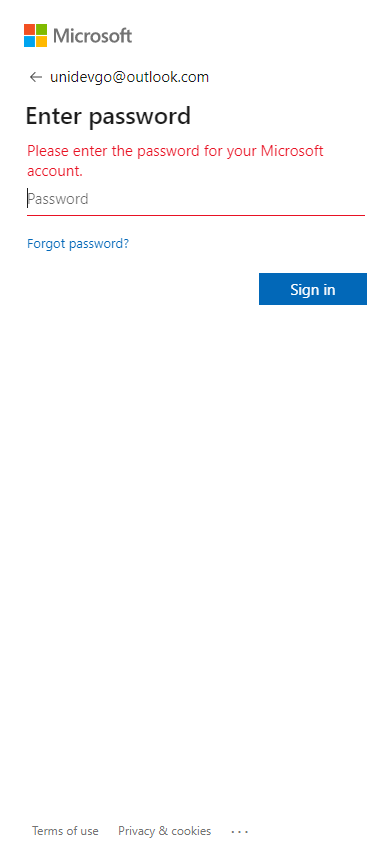 Microsoft
unidevgo@outlook.com
Enter password
Please enter the password for your Microsoft
account.
Password
Forgot password?
Sign in
Terms of use Privacy & cookies ...